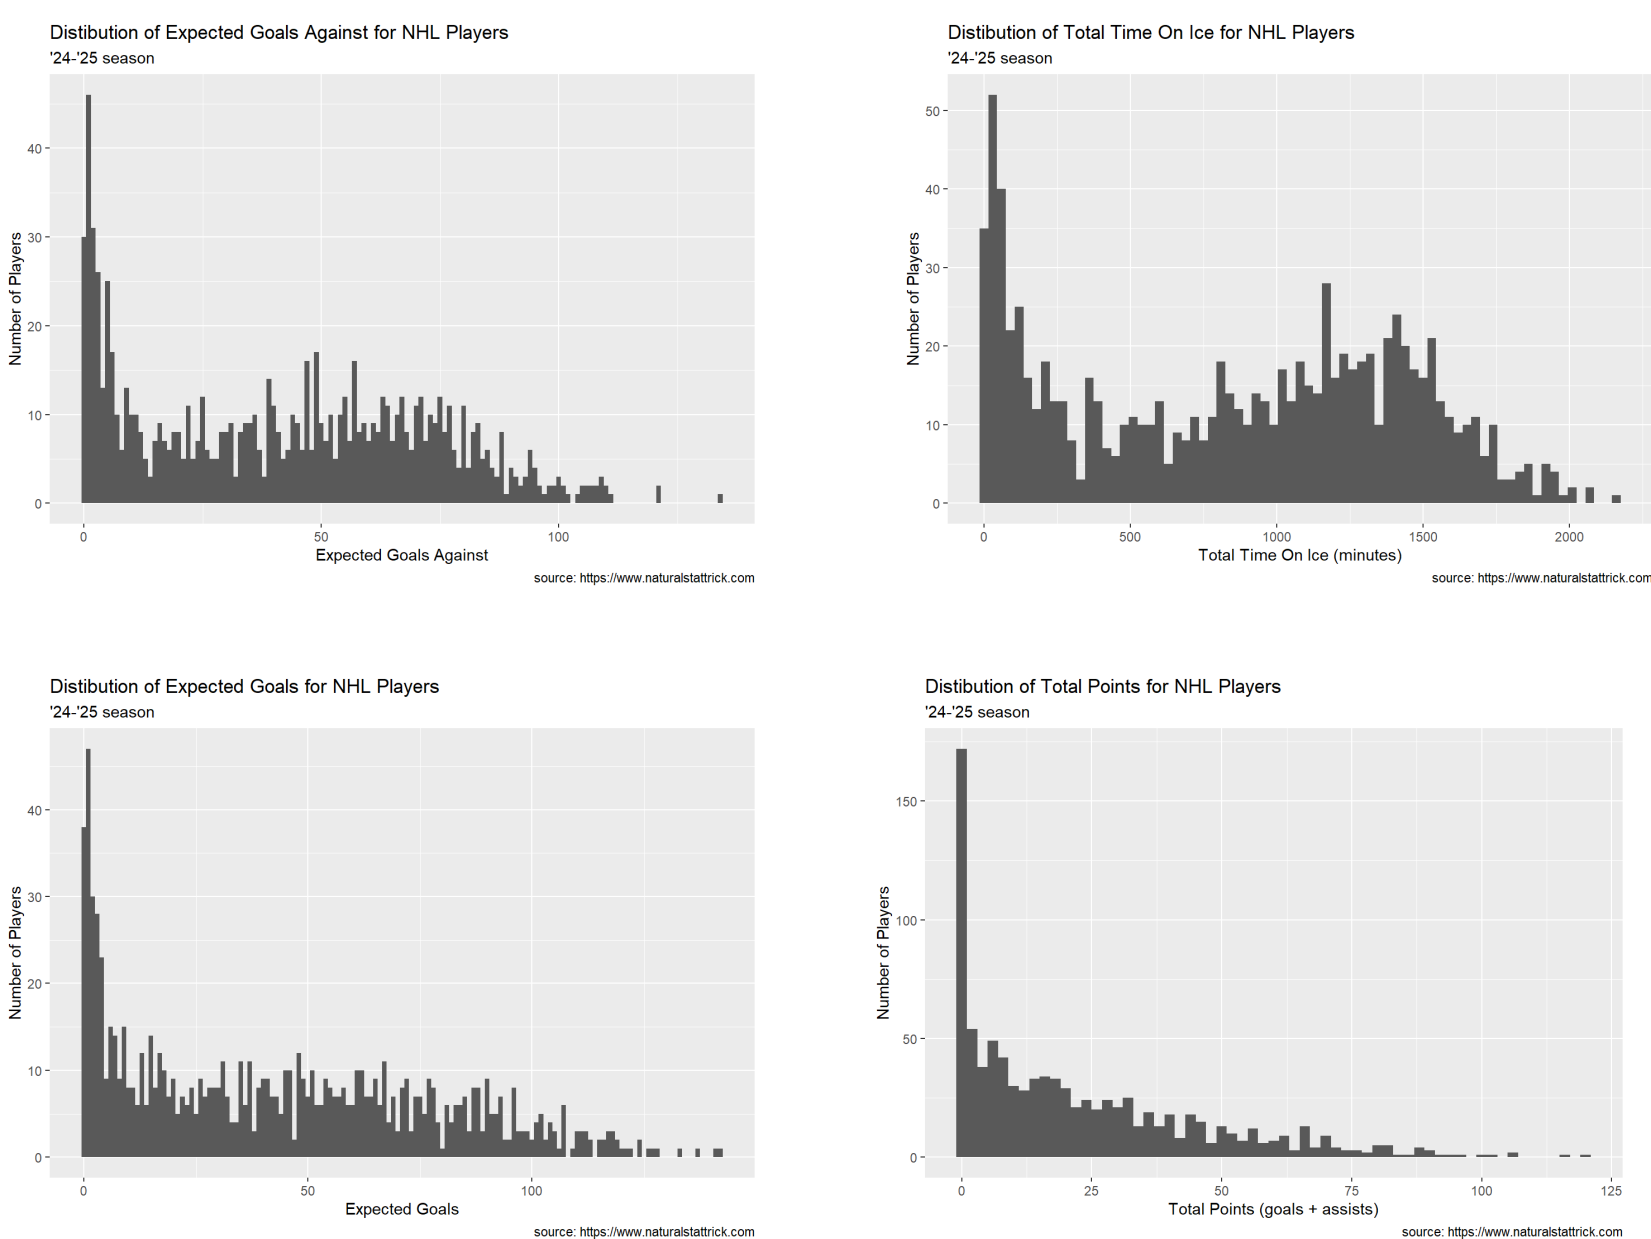 Distibution of Expected Goals Against for NHL Players
'24-'25 season
Number of Players
40
30
20
10
0
0 50 100
Expected Goals Against
source: https://www.naturalstattrick.com
Distibution of Total Time On Ice for NHL Players
'24-'25 season
Number of Players
50
40
30
20
10
0
0 500 1000 1500 2000
Total Time On Ice (minutes)
source: https://www.naturalstattrick.com
Distibution of Expected Goals for NHL Players
'24-'25 season
Number of Players
40
30
20
10
0
0 50 100
Expected Goals
source: https://www.naturalstattrick.com
Distibution of Total Points for NHL Players
'24-'25 season
Number of Players
150
100
50
0
0 25 50 75 100 125
Total Points (goals + assists)
source: https://www.naturalstattrick.com